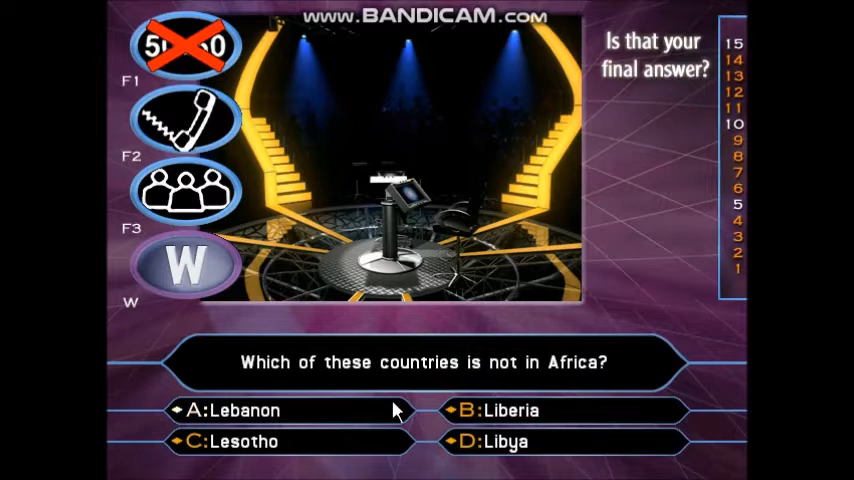 www.BANDICAM.com
Is that your
final answer?
F1
F2
F3
W
W
15
14
13
12
11
10
9
8
7
6
5
4
3
2
1
Which of these countries is not in Africa?
A:Lebanon
B:Liberia
C:Lesotho
D:Libya